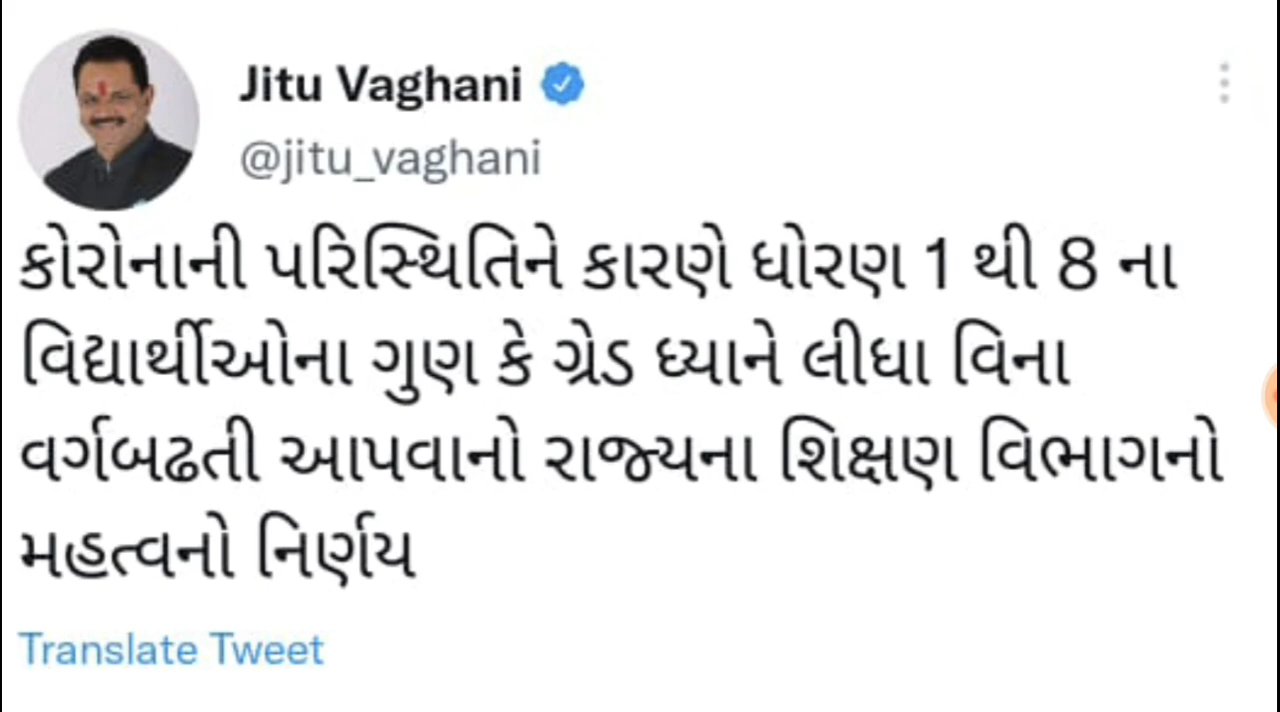 Jitu Vaghani
@jitu_vaghani
કોરોનાની પરિસ્થિતિને કારણે ધોરણ 1 થી 8 ના
વિદ્યાર્થીઓના ગુણ કે ગ્રેડ ધ્યાને લીધા વિના
વર્ગબઢતી આપવાનો રાજ્યના શિક્ષણ વિભાગનો
મહત્વનો નિર્ણય
Translate Tweet